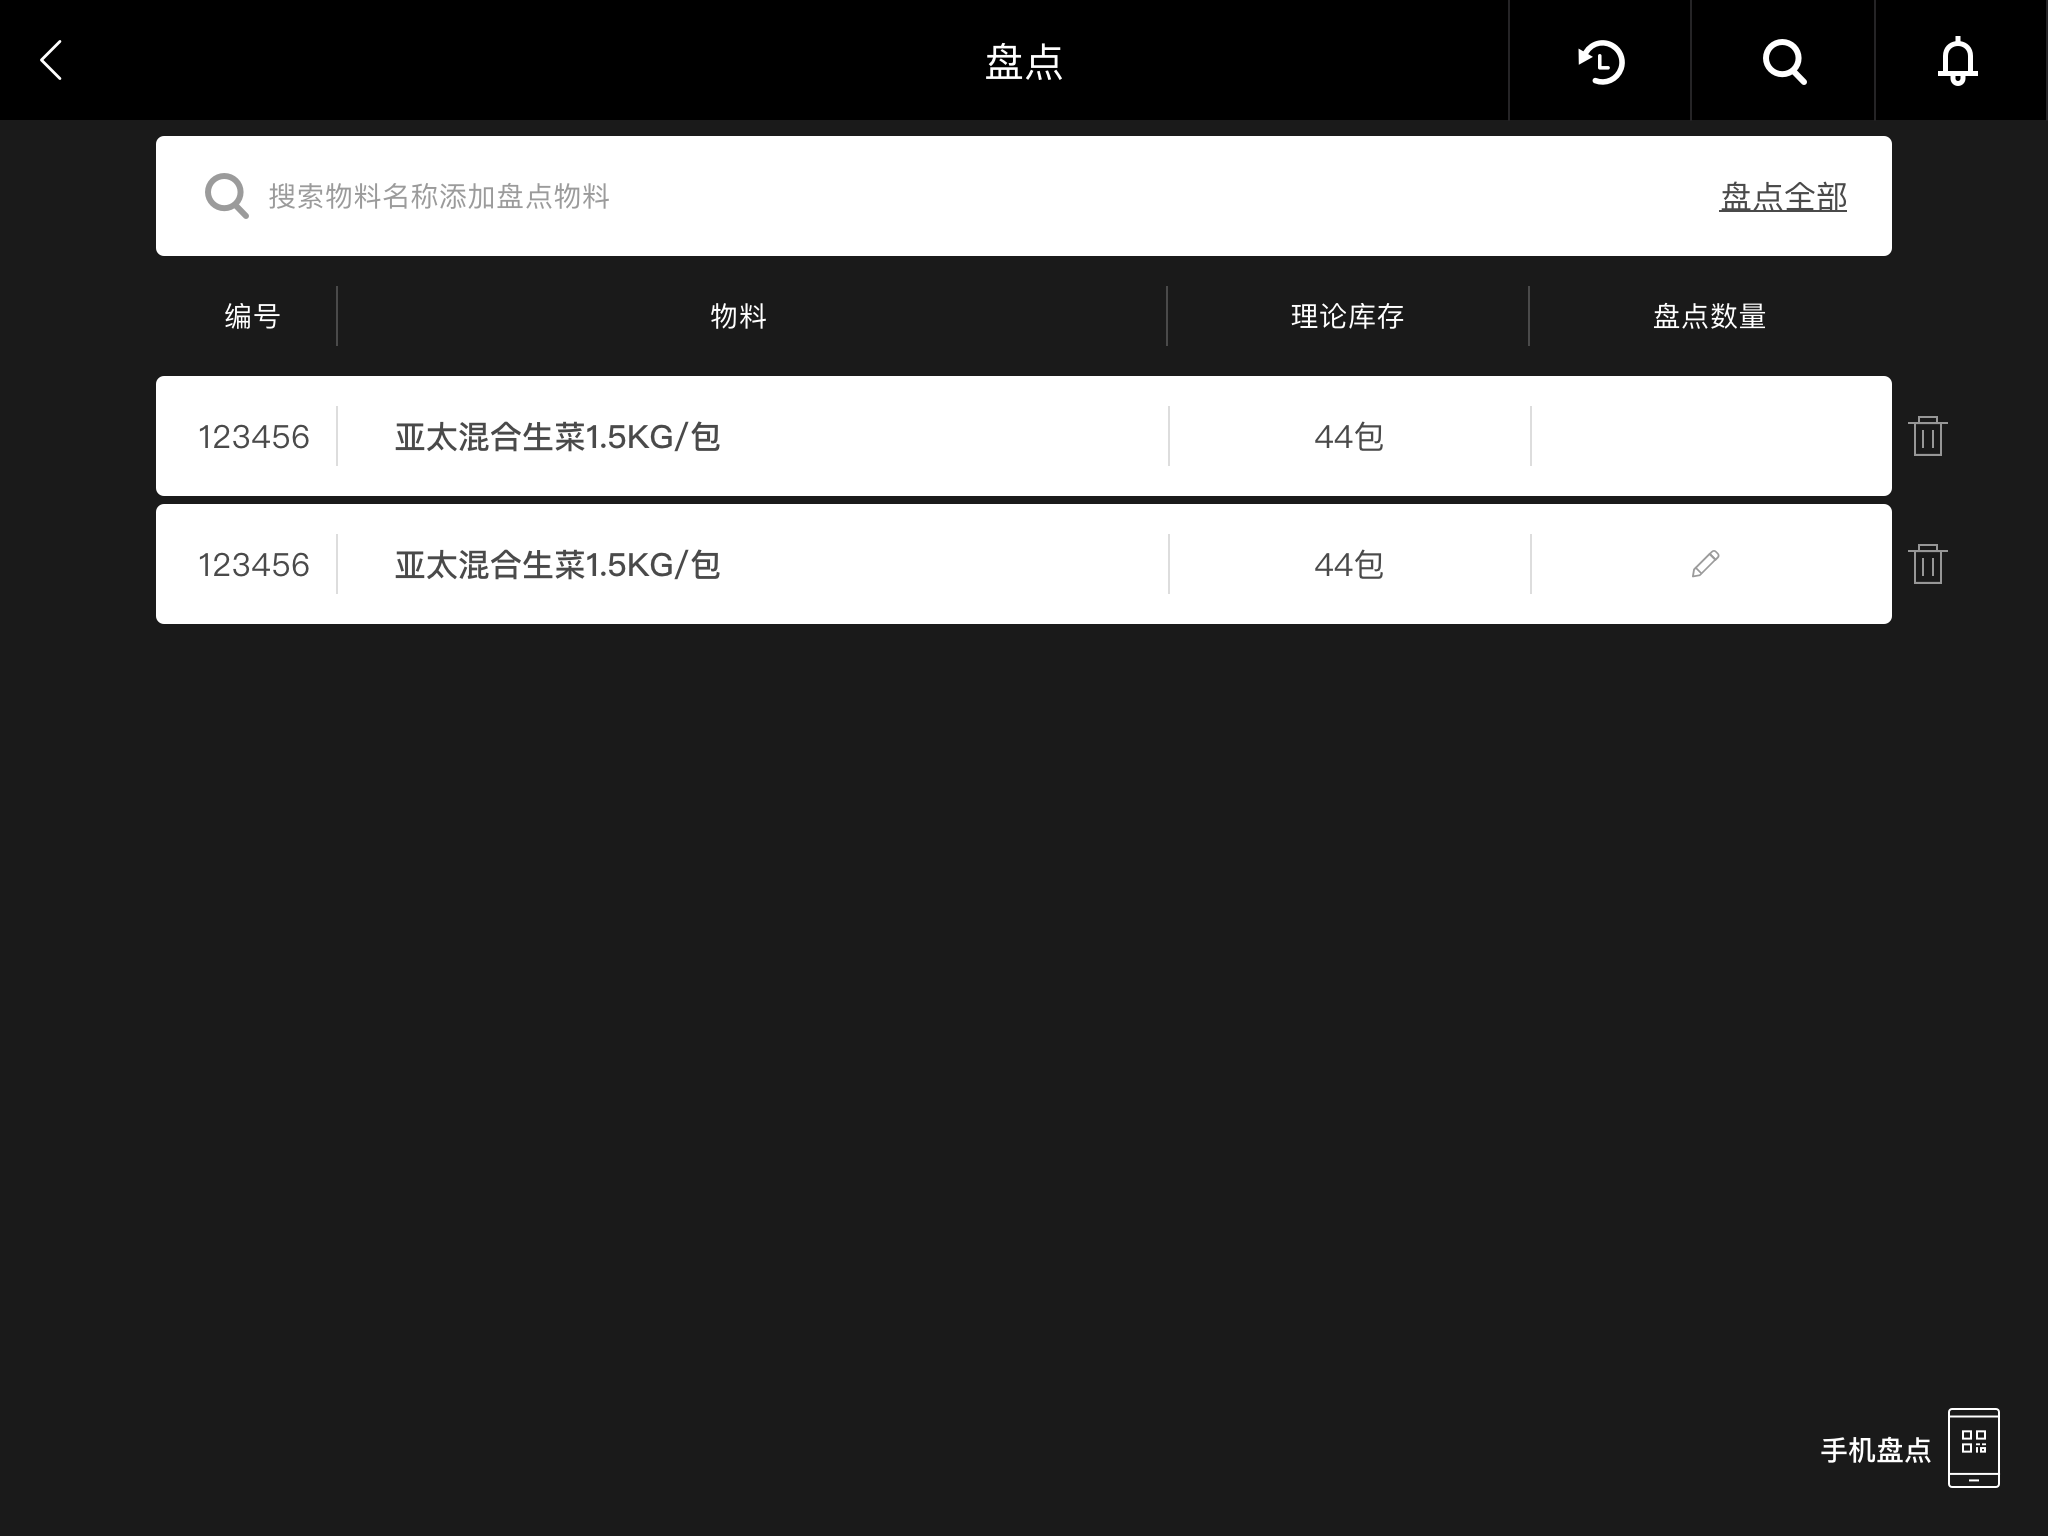 盘点
搜索物料名称添加盘点物料 盘点全部
编号 物料 理论库存 盘点数量
123456 亚太混合生菜1.5KG/包 44包
123456 亚太混合生菜1.5KG/包 44包
手机盘点